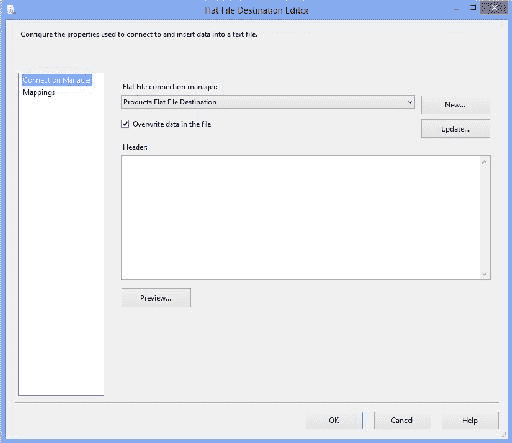 Flat File Destination Editor
Configure the properties used to connect to and insert data into a text file.
Connection Manager
Mappings
Flat File connection manager:
Products Flat File Destination
New...
Overwrite data in the file
Update...
Header:
Preview...
OK
Cancel
Help